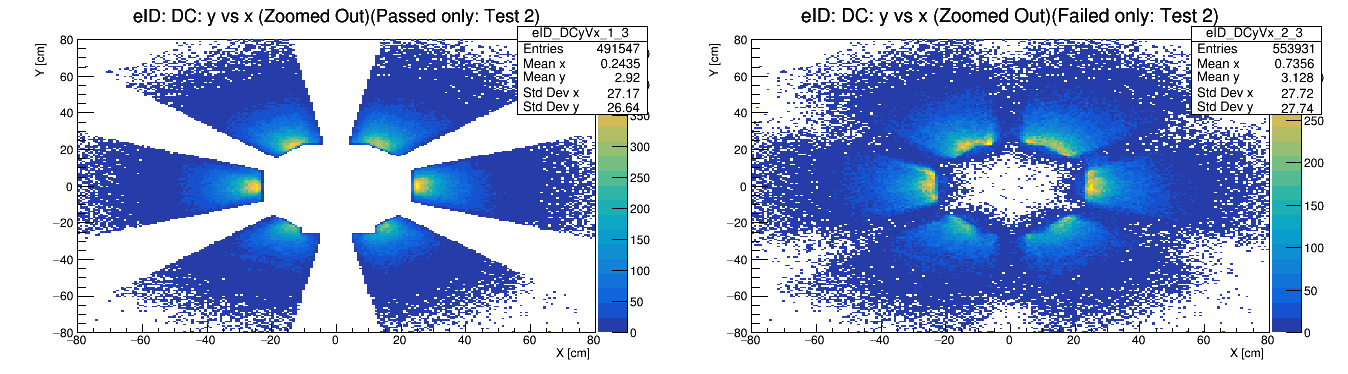 eID: DC: y vs x (Zoomed Out)(Passed only: Test 2)
eID_DCyVx_1_3
Entries 491547
Mean x 0.2435
Mean y 2.92
Std Dev x 27.17
Std Dev y 26.64
Y [cm]
80
60
40
20
0
−20
−40
−60
−80
−80 −60 −40 −20 0 20 40 60 80
X [cm]
350
300
250
200
150
100
50
0
eID: DC: y vs x (Zoomed Out)(Failed only: Test 2)
eID_DCyVx_2_3
Entries 553931
Mean x 0.7356
Mean y 3.128
Std Dev x 27.72
Std Dev y 27.74
Y [cm]
80
60
40
20
0
−20
−40
−60
−80
−80 −60 −40 −20 0 20 40 60 80
X [cm]
250
200
150
100
50
0